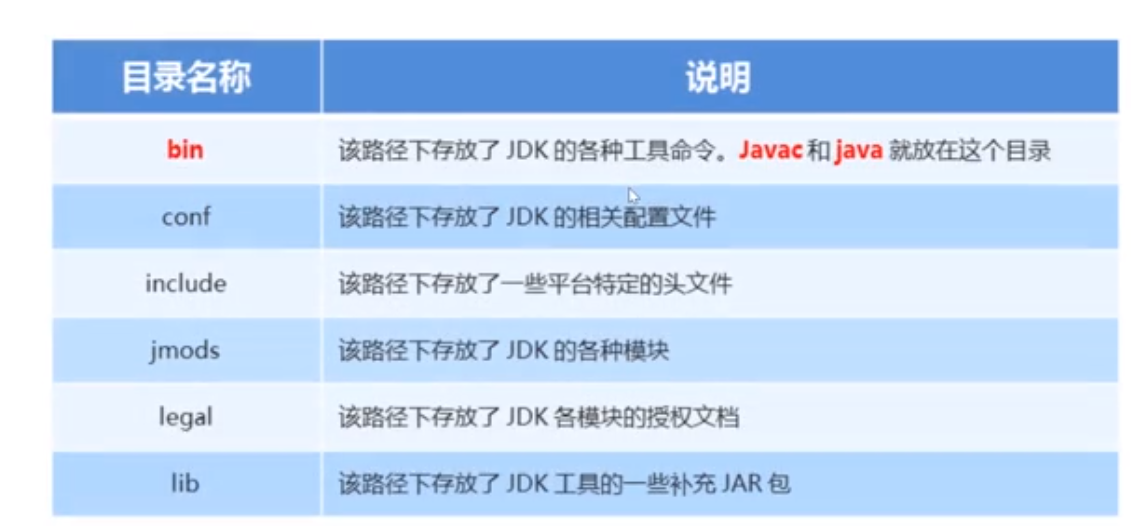 目录名称 说明
bin 该路径下存放了 JDK 的各种工具命令。Javac 和 java 就放在这个目录
conf 该路径下存放了 JDK 的相关配置文件
include 该路径下存放了一些平台特定的头文件
jmods 该路径下存放了 JDK 的各种模块
legal 该路径下存放了 JDK 各模块的授权文档
lib 该路径下存放了 JDK 工具的一些补充 JAR 包